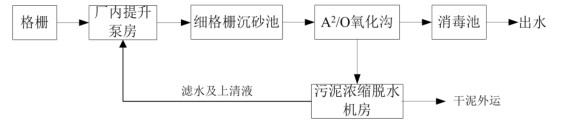 格栅
厂内提升
泵房
细格栅沉砂池
A²/O氧化沟
消毒池
出水
滤水及上清液
污泥浓缩脱水
机房
干泥外运